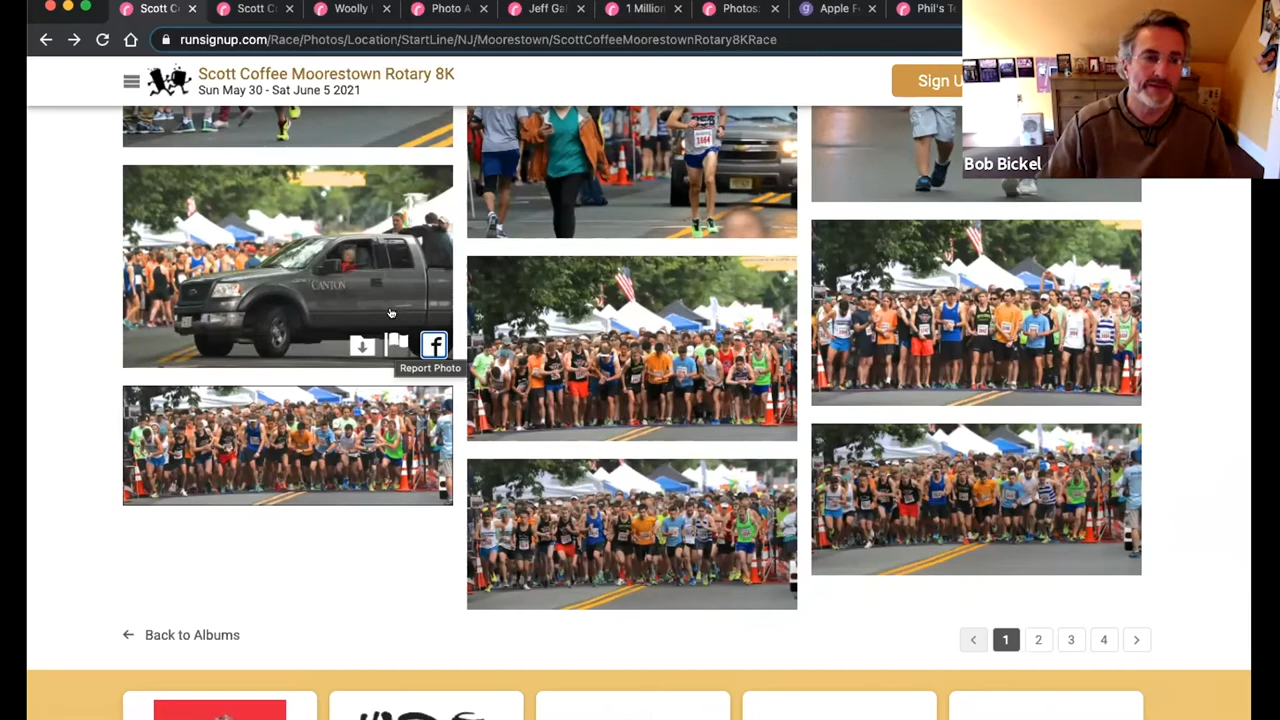 Scott Co
Scott C
Woolly
Photo A
Jeff Gal
1 Million
Photos:
Apple Fe
Phil's Te
runsignup.com/Race/Photos/Location/StartLine/NJ/Moorestown/ScottCoffeeMoorestownRotary8KRace
Scott Coffee Moorestown Rotary 8K
Sun May 30 - Sat June 5 2021
Sign U
Bob Bickel
CANTON
f
Report Photo
Back to Albums
1 2 3 4